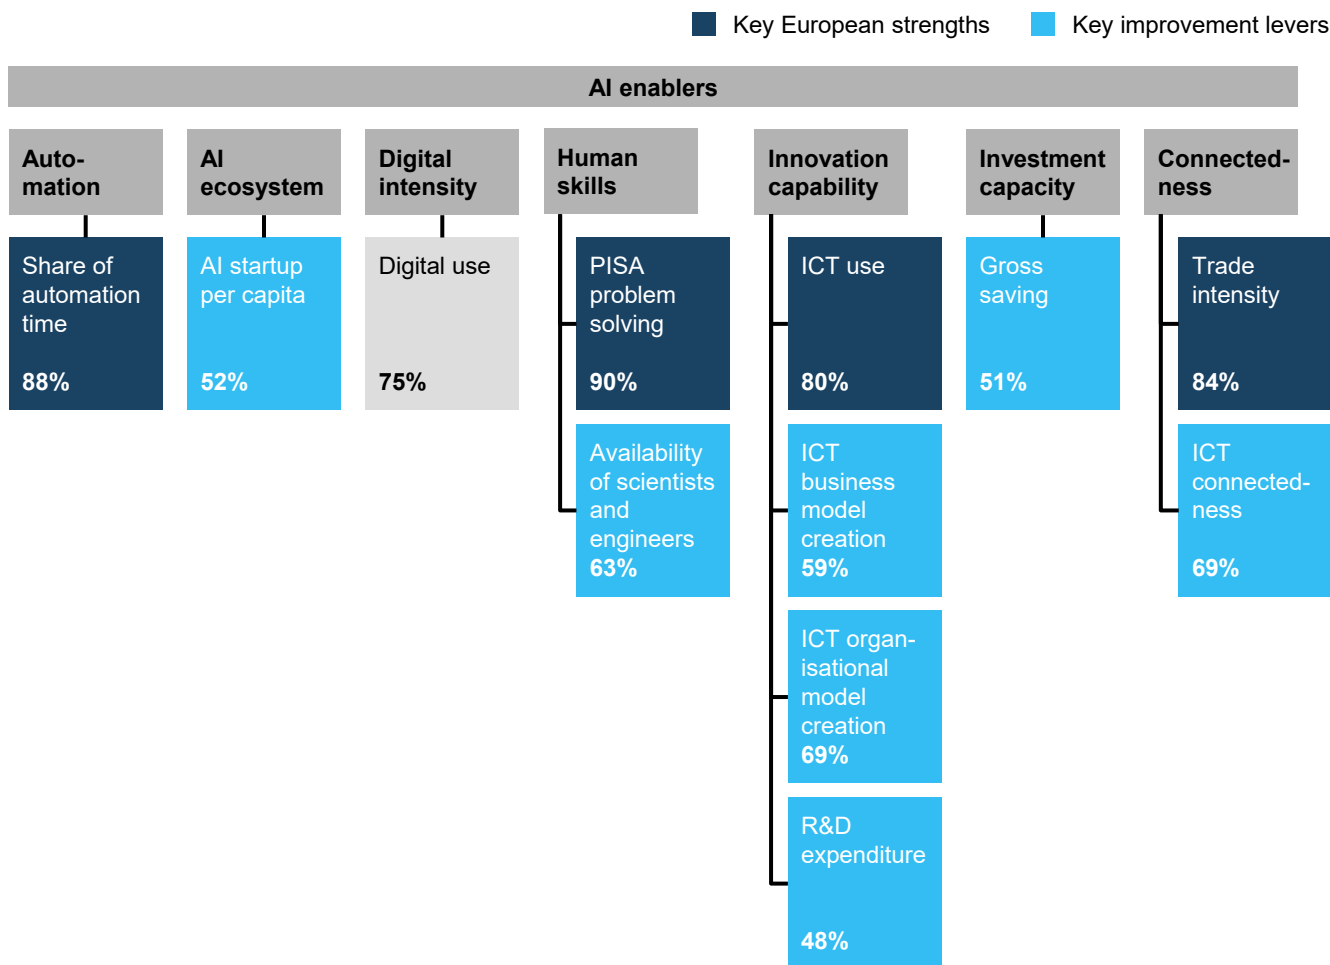 Key European strengths
Key improvement levers
AI enablers
Auto-
mation
AI
ecosystem
Digital
intensity
Human
skills
Innovation
capability
Investment
capacity
Connected-
ness
Share of
automation
time
88%
AI startup
per capita
52%
Digital use
75%
PISA
problem
solving
90%
Availability
of scientists
and
engineers
63%
ICT use
80%
ICT
business
model
creation
59%
ICT organ-
isational
model
creation
69%
R&D
expenditure
48%
Gross
saving
51%
Trade
intensity
84%
ICT
connected-
ness
69%